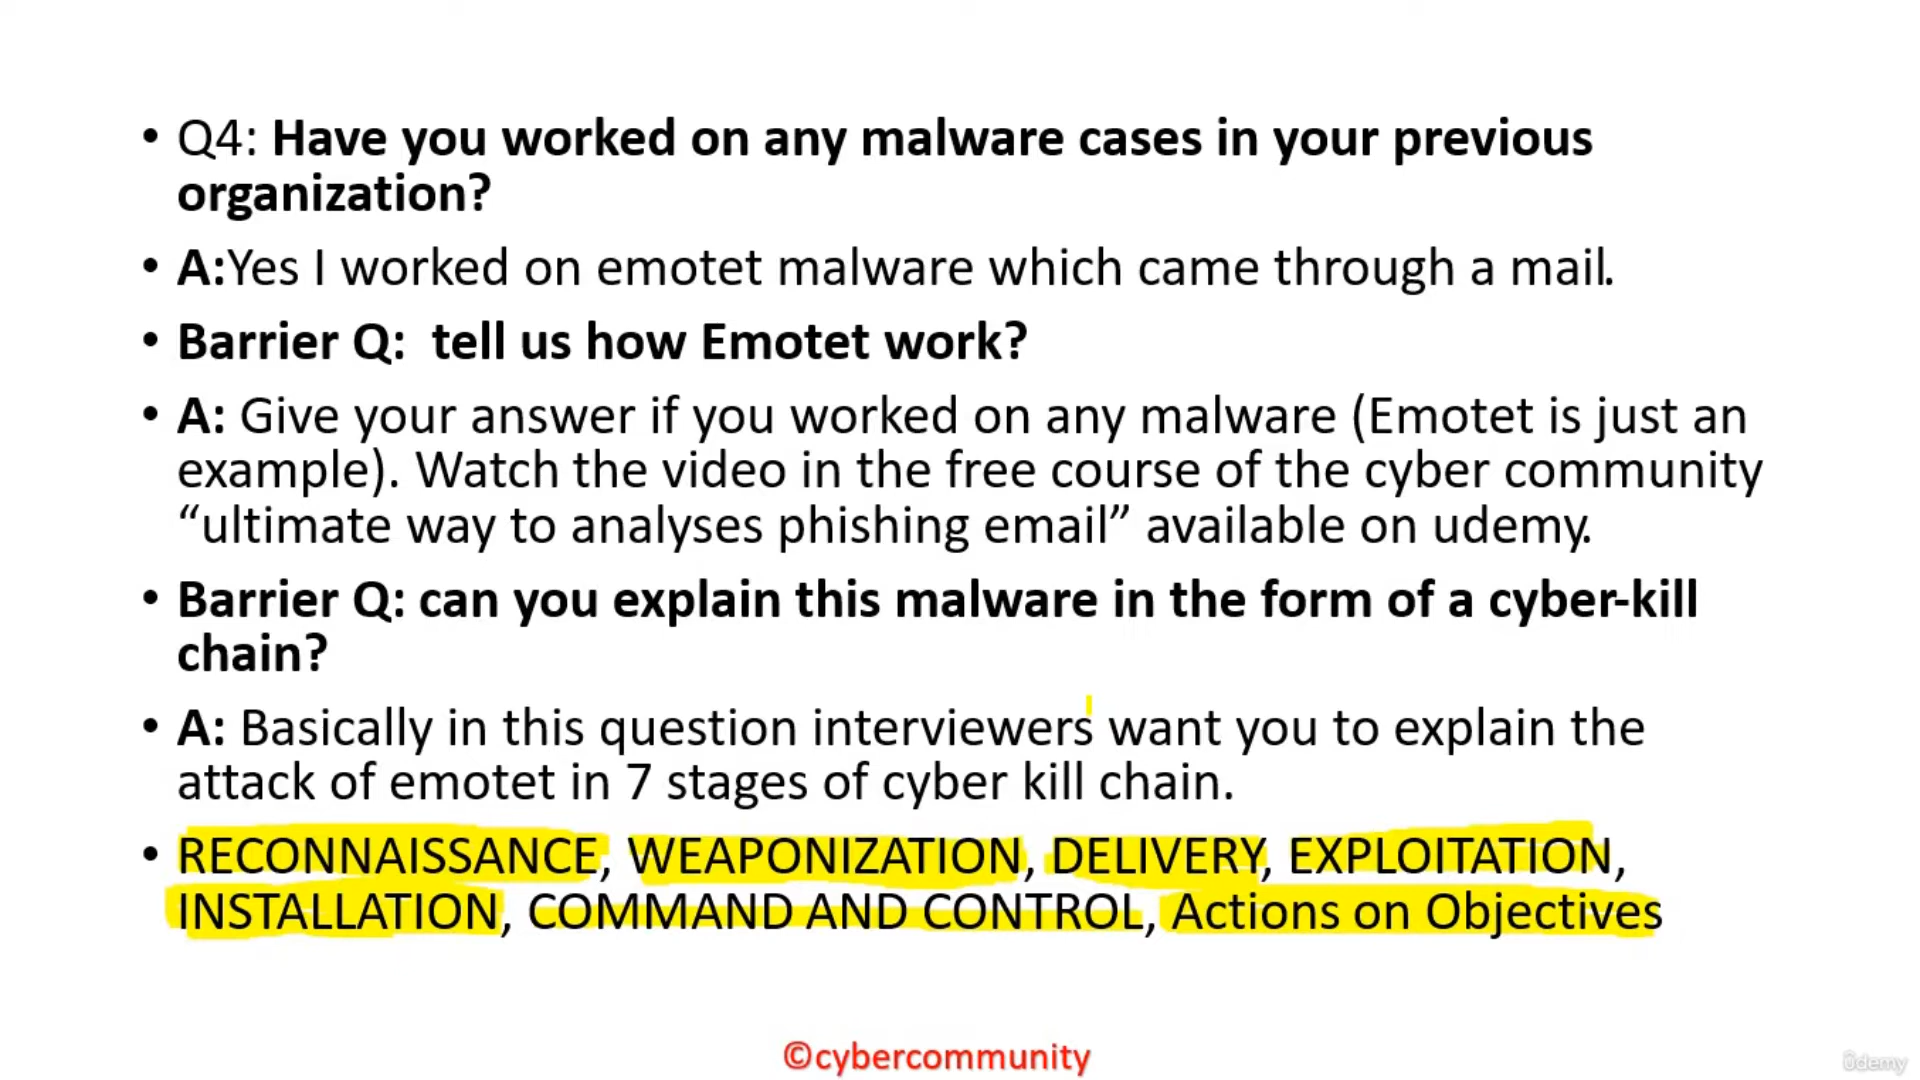 • Q4: Have you worked on any malware cases in your previous
organization?
• A:Yes I worked on emotet malware which came through a mail.
• Barrier Q:  tell us how Emotet work?
• A: Give your answer if you worked on any malware (Emotet is just an
example). Watch the video in the free course of the cyber community
“ultimate way to analyses phishing email” available on udemy.
• Barrier Q: can you explain this malware in the form of a cyber-kill
chain?
• A: Basically in this question interviewers want you to explain the
attack of emotet in 7 stages of cyber kill chain.
• RECONNAISSANCE, WEAPONIZATION, DELIVERY, EXPLOITATION,
INSTALLATION, COMMAND AND CONTROL, Actions on Objectives
©cybercommunity
ûdemy